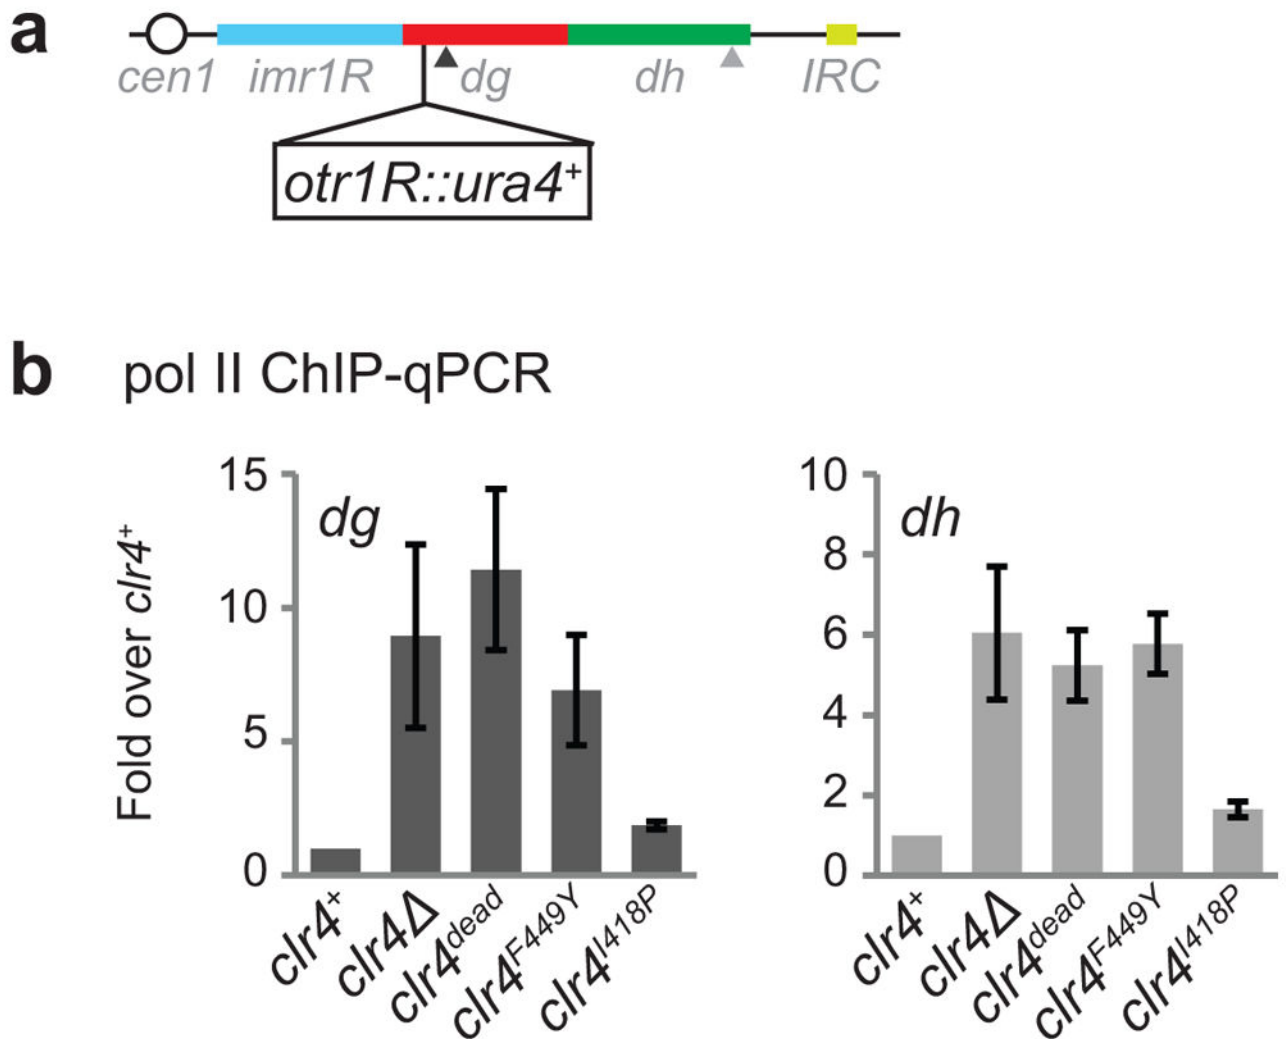 a
cen1 imr1R dg dh IRC
otr1R::ura4⁺
b pol II ChIP-qPCR
Fold over clr4⁺
dg
15
10
5
0
clr4⁺ clr4Δ clr4ᵈᵉᵃᵈ clr4F449Y clr4I418P
dh
10
8
6
4
2
0
clr4⁺ clr4Δ clr4ᵈᵉᵃᵈ clr4F449Y clr4I418P